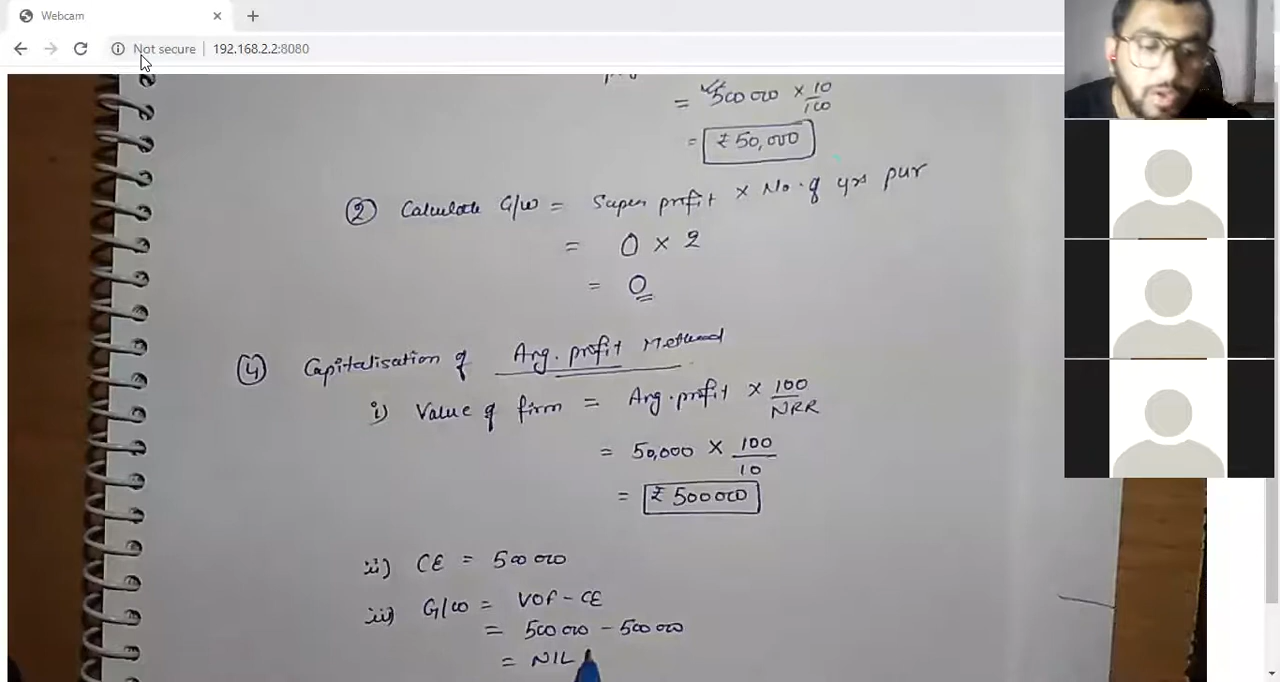 Webcam
Not secure | 192.168.2.2:8080
= 500000 × 10/100
= ₹50,000
② Calculate G/W = Super profit × No. of yrs pur
= 0 × 2
= 0
④ Capitalisation of Avg. profit Method
i) Value of firm = Avg. profit × 100/NRR
= 50,000 × 100/10
= ₹500000
ii) CE = 500000
iii) G/W = VOF - CE
= 500000 - 500000
= NIL